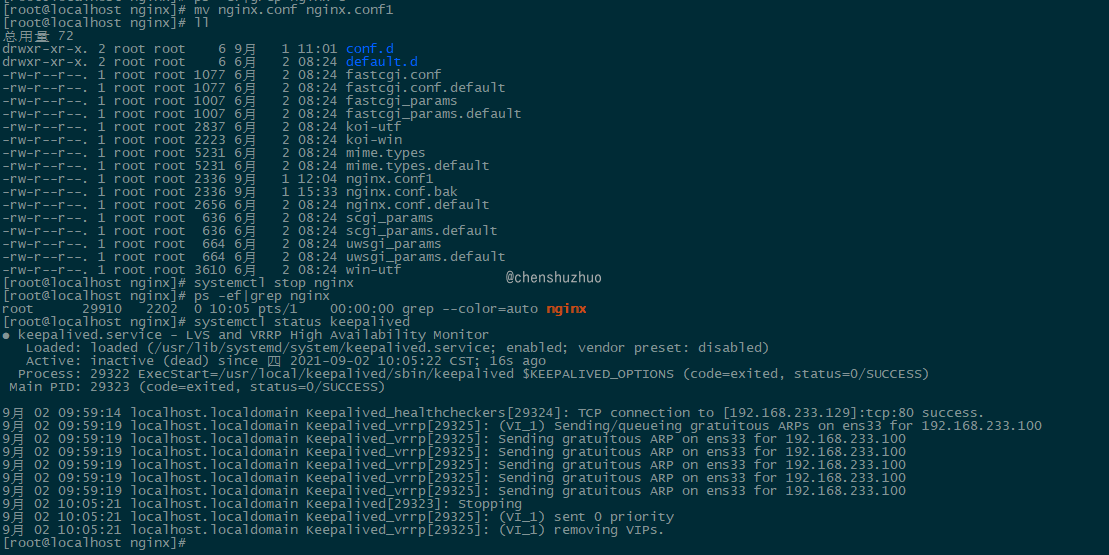 [root@localhost nginx]# mv nginx.conf nginx.conf1
[root@localhost nginx]# ll
总用量 72
drwxr-xr-x. 2 root root    6 9月   1 11:01 conf.d
drwxr-xr-x. 2 root root    6 6月   2 08:24 default.d
-rw-r--r--. 1 root root 1077 6月   2 08:24 fastcgi.conf
-rw-r--r--. 1 root root 1077 6月   2 08:24 fastcgi.conf.default
-rw-r--r--. 1 root root 1007 6月   2 08:24 fastcgi_params
-rw-r--r--. 1 root root 1007 6月   2 08:24 fastcgi_params.default
-rw-r--r--. 1 root root 2837 6月   2 08:24 koi-utf
-rw-r--r--. 1 root root 2223 6月   2 08:24 koi-win
-rw-r--r--. 1 root root 5231 6月   2 08:24 mime.types
-rw-r--r--. 1 root root 5231 6月   2 08:24 mime.types.default
-rw-r--r--. 1 root root 2336 9月   1 12:04 nginx.conf1
-rw-r--r--. 1 root root 2336 9月   1 15:33 nginx.conf.bak
-rw-r--r--. 1 root root 2656 6月   2 08:24 nginx.conf.default
-rw-r--r--. 1 root root  636 6月   2 08:24 scgi_params
-rw-r--r--. 1 root root  636 6月   2 08:24 scgi_params.default
-rw-r--r--. 1 root root  664 6月   2 08:24 uwsgi_params
-rw-r--r--. 1 root root  664 6月   2 08:24 uwsgi_params.default
-rw-r--r--. 1 root root 3610 6月   2 08:24 win-utf
@chenshuzhuo
[root@localhost nginx]# systemctl stop nginx
[root@localhost nginx]# ps -ef|grep nginx
root      29910   2202  0 10:05 pts/1    00:00:00 grep --color=auto nginx
[root@localhost nginx]# systemctl status keepalived
● keepalived.service - LVS and VRRP High Availability Monitor
   Loaded: loaded (/usr/lib/systemd/system/keepalived.service; enabled; vendor preset: disabled)
   Active: inactive (dead) since 四 2021-09-02 10:05:22 CST; 16s ago
  Process: 29322 ExecStart=/usr/local/keepalived/sbin/keepalived $KEEPALIVED_OPTIONS (code=exited, status=0/SUCCESS)
 Main PID: 29323 (code=exited, status=0/SUCCESS)
9月 02 09:59:14 localhost.localdomain Keepalived_healthcheckers[29324]: TCP connection to [192.168.233.129]:tcp:80 success.
9月 02 09:59:19 localhost.localdomain Keepalived_vrrp[29325]: (VI_1) Sending/queueing gratuitous ARPs on ens33 for 192.168.233.100
9月 02 09:59:19 localhost.localdomain Keepalived_vrrp[29325]: Sending gratuitous ARP on ens33 for 192.168.233.100
9月 02 09:59:19 localhost.localdomain Keepalived_vrrp[29325]: Sending gratuitous ARP on ens33 for 192.168.233.100
9月 02 09:59:19 localhost.localdomain Keepalived_vrrp[29325]: Sending gratuitous ARP on ens33 for 192.168.233.100
9月 02 09:59:19 localhost.localdomain Keepalived_vrrp[29325]: Sending gratuitous ARP on ens33 for 192.168.233.100
9月 02 09:59:19 localhost.localdomain Keepalived_vrrp[29325]: Sending gratuitous ARP on ens33 for 192.168.233.100
9月 02 10:05:21 localhost.localdomain Keepalived[29323]: Stopping
9月 02 10:05:21 localhost.localdomain Keepalived_vrrp[29325]: (VI_1) sent 0 priority
9月 02 10:05:21 localhost.localdomain Keepalived_vrrp[29325]: (VI_1) removing VIPs.
[root@localhost nginx]#